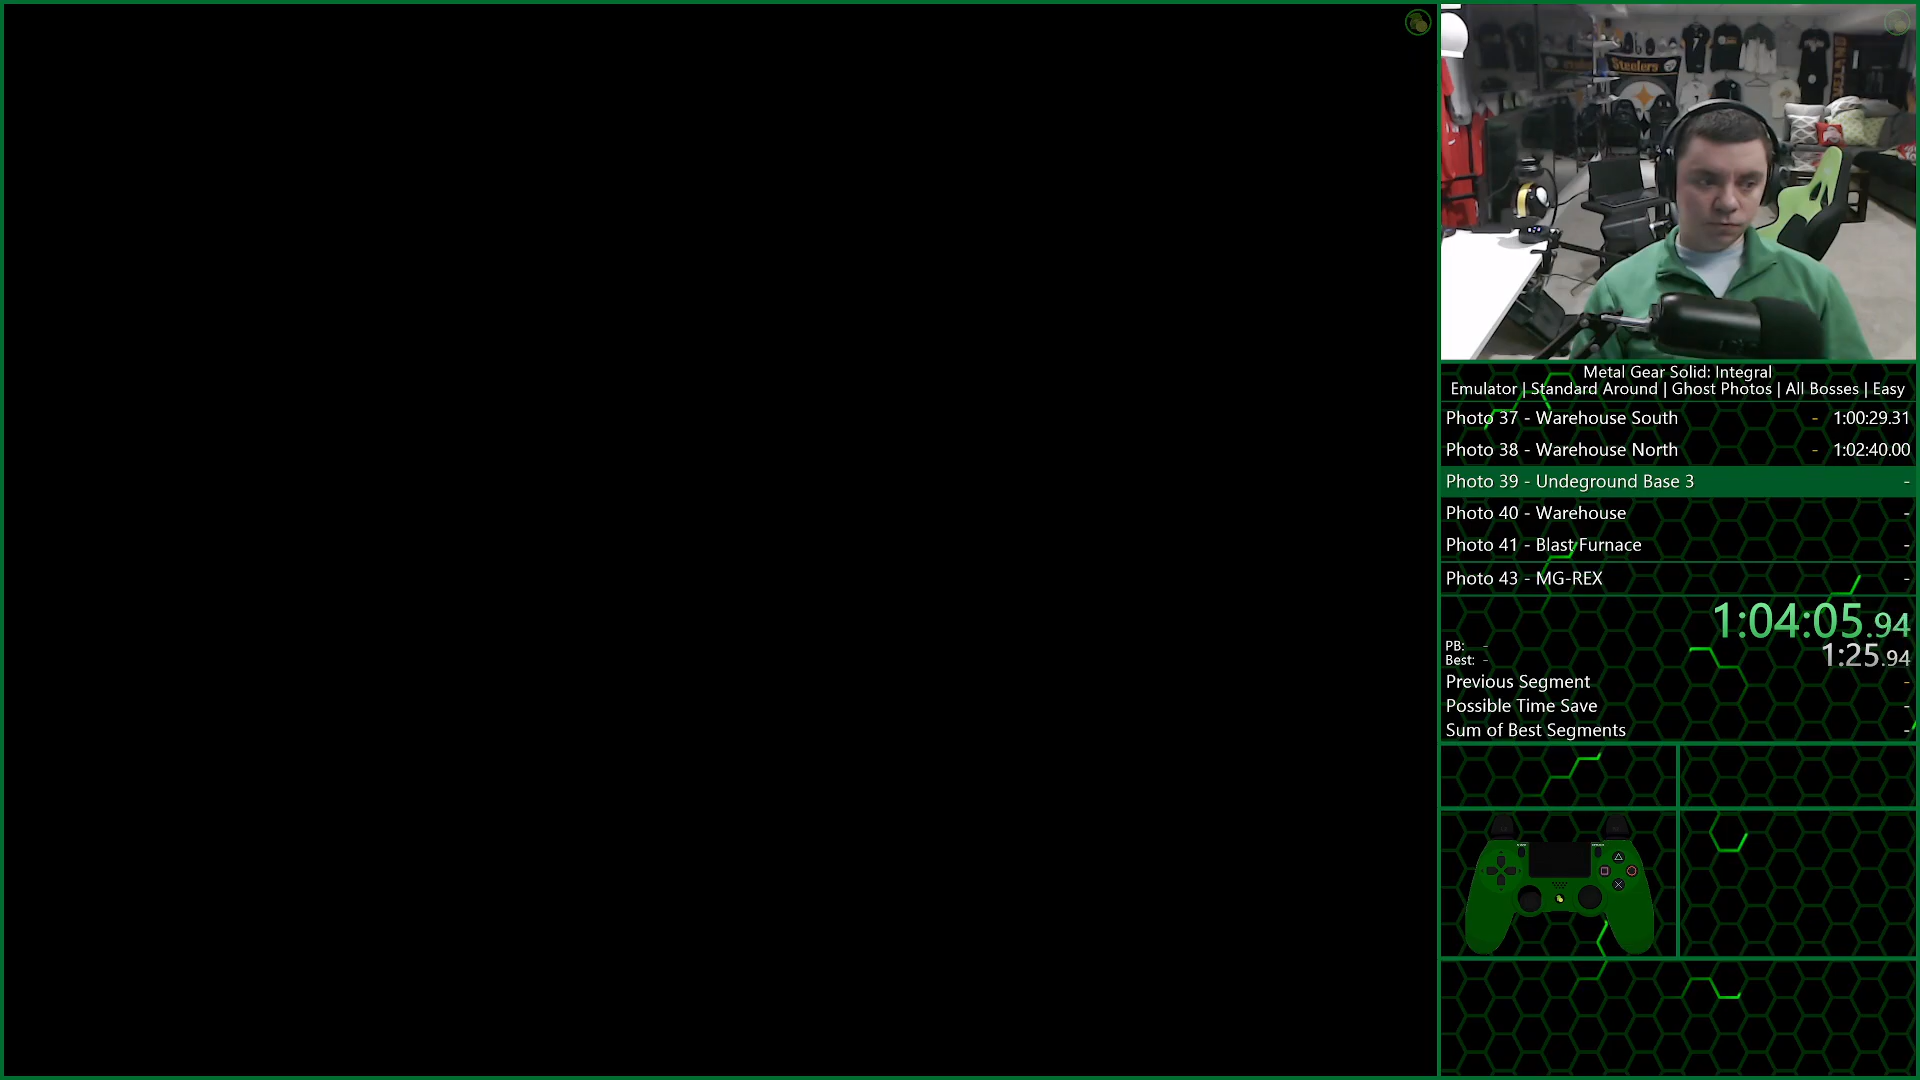 Steelers
Metal Gear Solid: Integral
Emulator | Standard Around | Ghost Photos | All Bosses | Easy
Photo 37 - Warehouse South - 1:00:29.31
Photo 38 - Warehouse North - 1:02:40.00
Photo 39 - Undeground Base 3 -
Photo 40 - Warehouse -
Photo 41 - Blast Furnace -
Photo 43 - MG-REX -
1:04:05.94
PB: -
1:25.94
Best: -
Previous Segment -
Possible Time Save -
Sum of Best Segments -